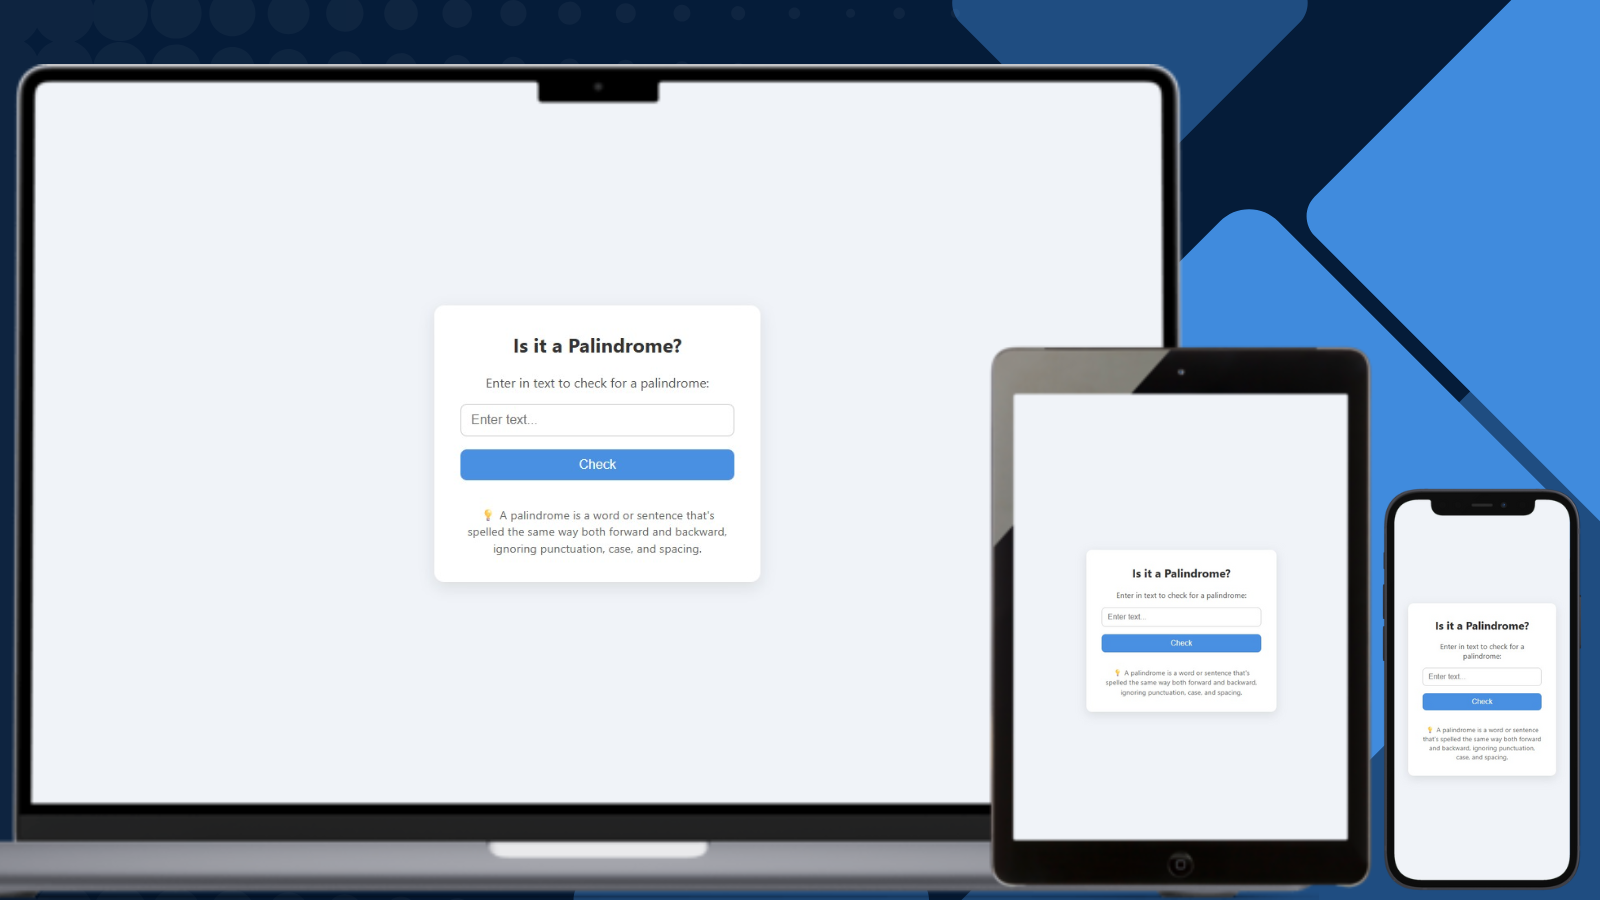 Is it a Palindrome?
Enter in text to check for a palindrome:
Enter text...
Check
💡 A palindrome is a word or sentence that's
spelled the same way both forward and backward,
ignoring punctuation, case, and spacing.
Is it a Palindrome?
Enter in text to check for a palindrome:
Enter text...
Check
💡 A palindrome is a word or sentence that's
spelled the same way both forward and backward,
ignoring punctuation, case, and spacing.
Is it a Palindrome?
Enter in text to check for a
palindrome:
Enter text...
Check
💡 A palindrome is a word or sentence
that's spelled the same way both forward
and backward, ignoring punctuation,
case, and spacing.